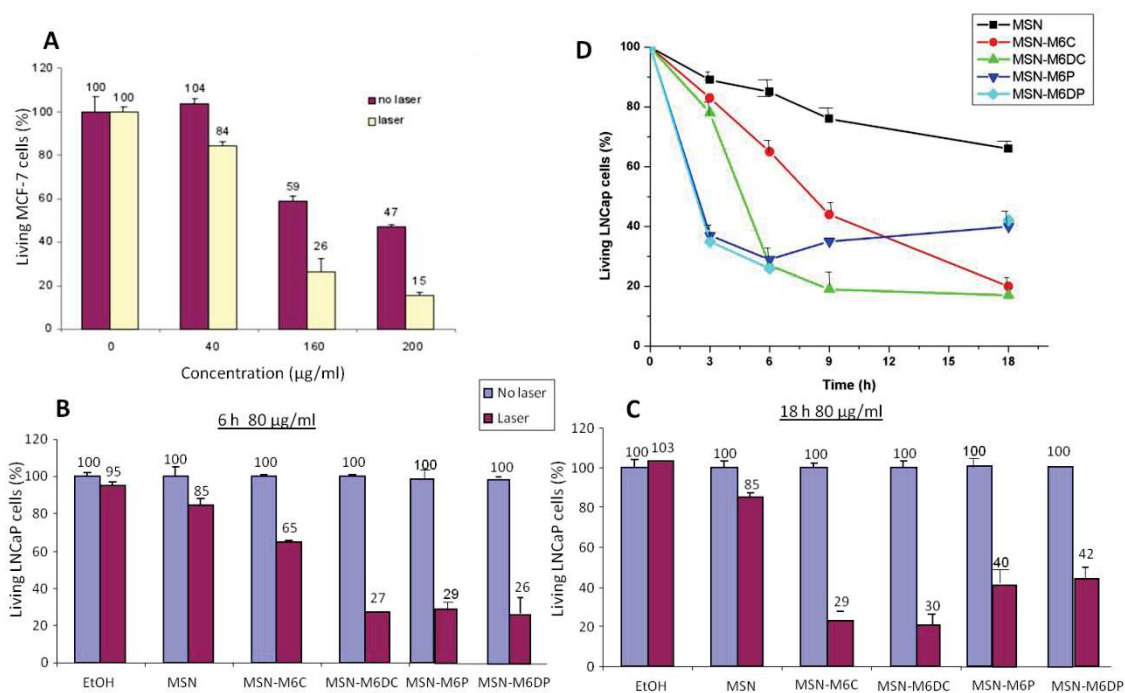 A
Living MCF-7 cells (%)
120
100
80
60
40
20
0
100
100
104
84
59
26
47
15
no laser
laser
0
40
160
200
Concentration (µg/ml)
D
MSN
MSN-M6C
MSN-M6DC
MSN-M6P
MSN-M6DP
Living LNCap cells (%)
100
80
60
40
20
0
0
3
6
9
12
15
18
Time (h)
B
6 h 80 µg/ml
No laser
Laser
Living LNCaP cells (%)
120
100
80
60
40
20
0
100
95
100
85
100
65
100
27
100
29
100
26
EtOH
MSN
MSN-M6C
MSN-M6DC
MSN-M6P
MSN-M6DP
C
18 h 80 µg/ml
Living LNCaP cells (%)
120
100
80
60
40
20
0
100
103
100
85
100
29
100
30
100
40
100
42
EtOH
MSN
MSN-M6C
MSN-M6DC
MSN-M6P
MSN-M6DP